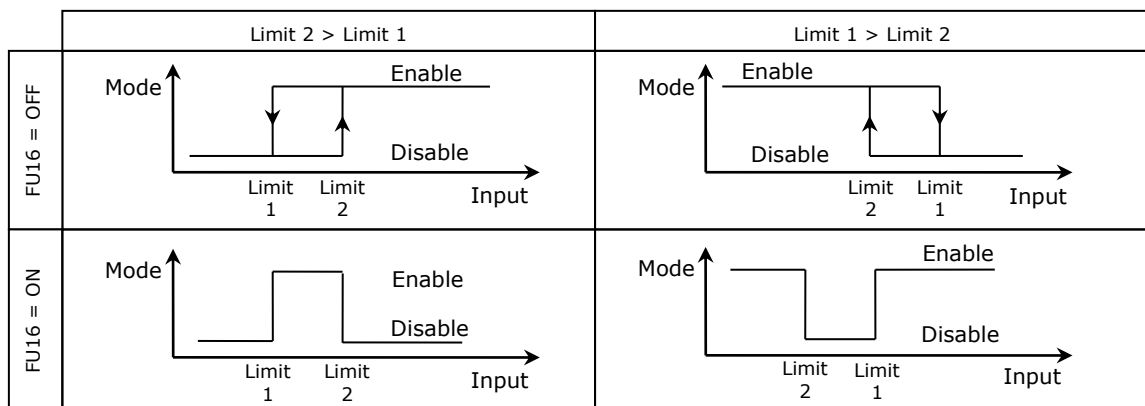 Limit 2 > Limit 1
Limit 1 > Limit 2
FU16 = OFF
Mode
Enable
Disable
Limit
1
Limit
2
Input
Mode
Enable
Disable
Limit
2
Limit
1
Input
FU16 = ON
Mode
Enable
Disable
Limit
1
Limit
2
Input
Mode
Enable
Disable
Limit
2
Limit
1
Input